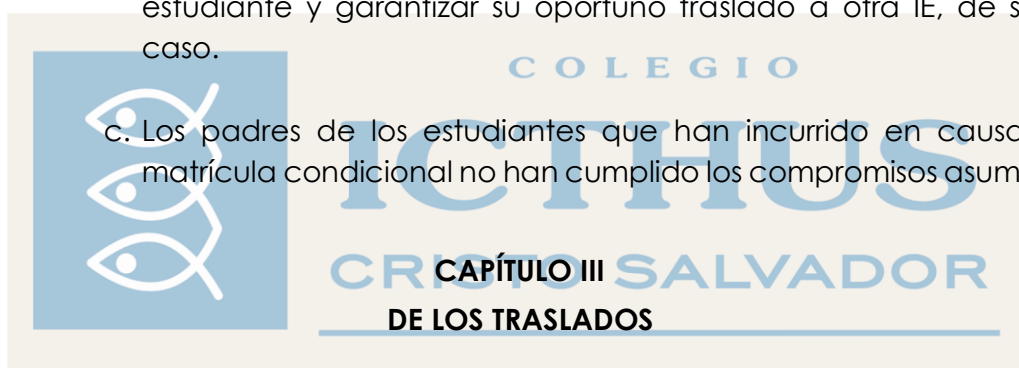 estudiante y garantizar su oportuno traslado a otra IE, de s
caso.
COLEGIO
c. Los padres de los estudiantes que han incurrido en causa
ICTHUS
matrícula condicional no han cumplido los compromisos asum
CRISTO SALVADOR
CAPÍTULO III
DE LOS TRASLADOS